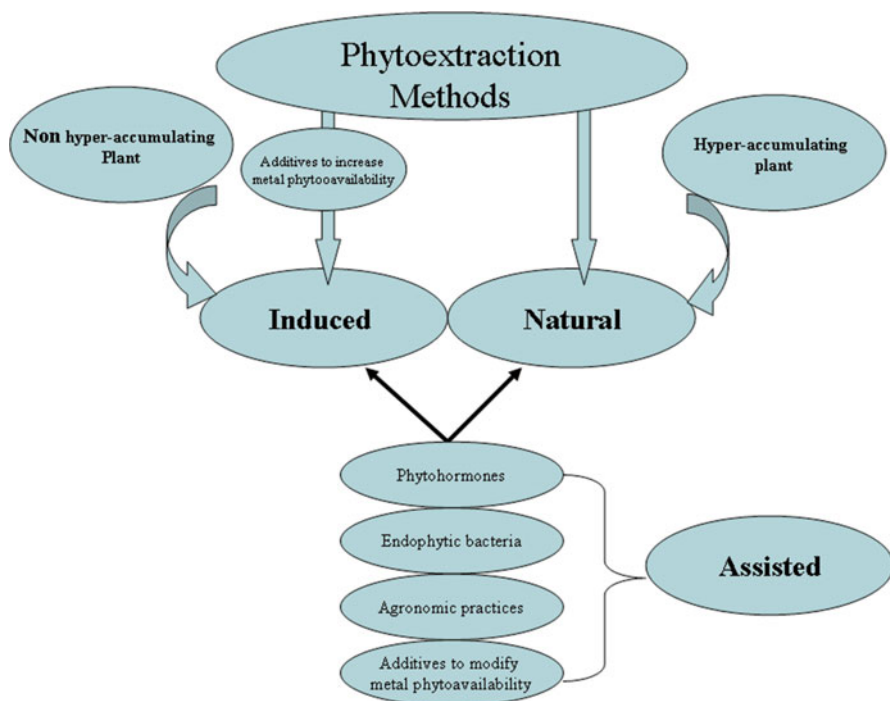 Phytoextraction
Methods
Non hyper-accumulating
Plant
Additives to increase
metal phytooavailability
Hyper-accumulating
plant
Induced
Natural
Phytohormones
Endophytic bacteria
Agronomic practices
Additives to modify
metal phytoavailability
Assisted